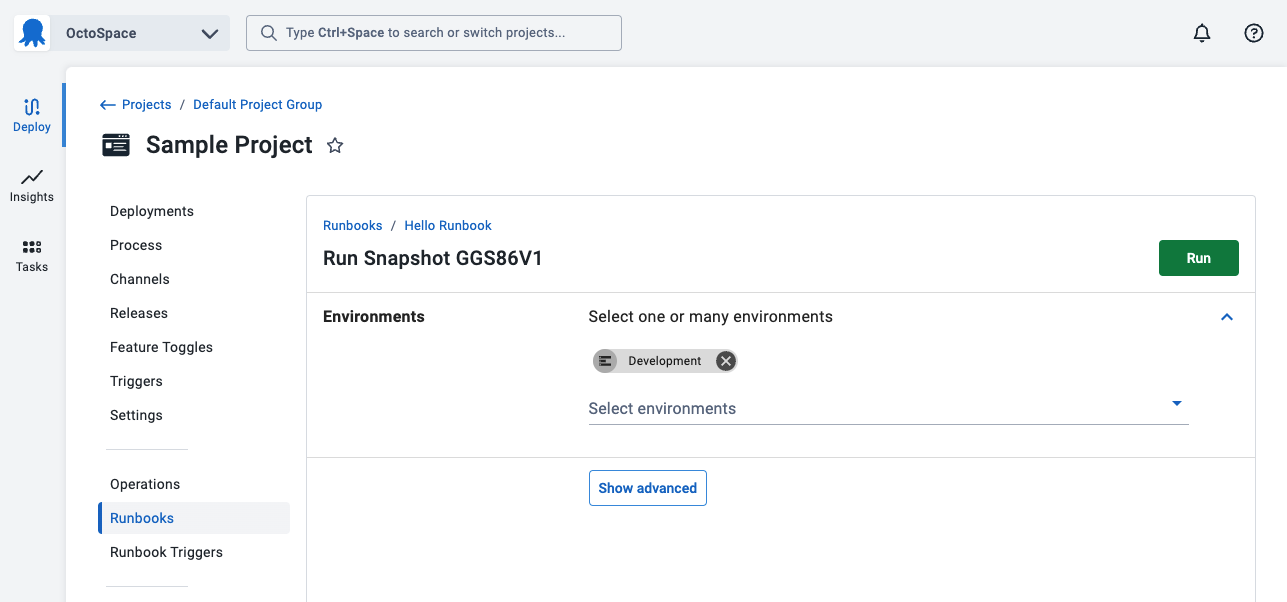 OctoSpace
Type Ctrl+Space to search or switch projects...
Deploy
Insights
Tasks
Projects / Default Project Group
Sample Project
Deployments
Process
Channels
Releases
Feature Toggles
Triggers
Settings
Operations
Runbooks
Runbook Triggers
Runbooks / Hello Runbook
Run Snapshot GGS86V1
Run
Environments
Select one or many environments
Development
Select environments
Show advanced